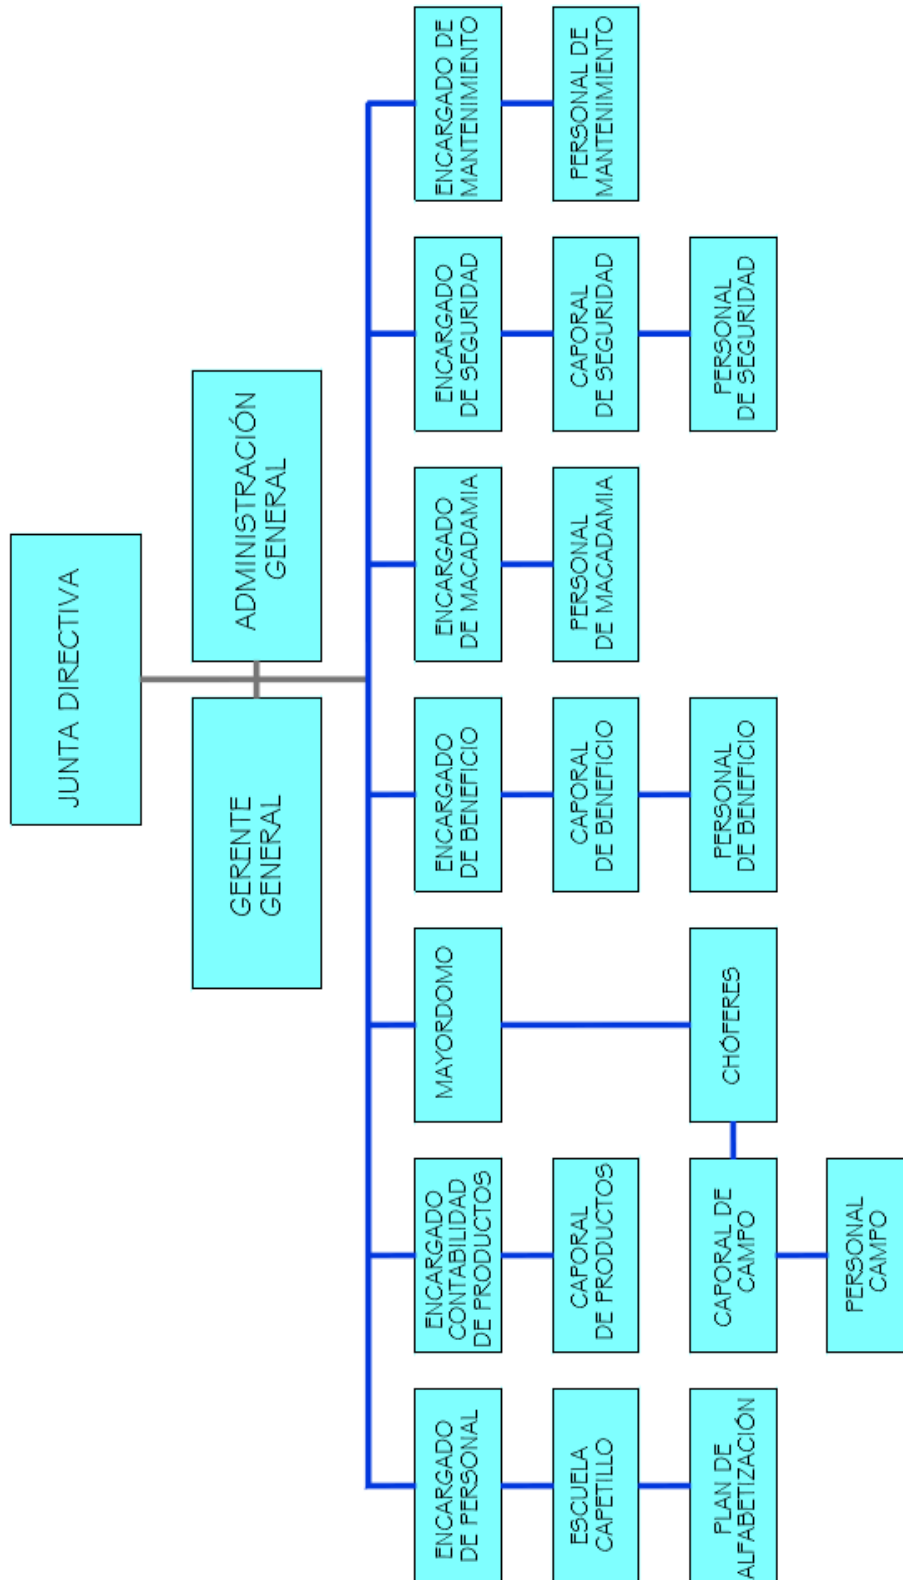 JUNTA DIRECTIVA
GERENTE
GENERAL
ADMINISTRACIÓN
GENERAL
ENCARGADO
DE PERSONAL
ENCARGADO
CONTABILIDAD
DE PRODUCTOS
MAYORDOMO
ENCARGADO
DE BENEFICIO
ENCARGADO
DE MACADAMIA
ENCARGADO
DE SEGURIDAD
ENCARGADO DE
MANTENIMIENTO
ESCUELA
CAPETILLO
CAPORAL
DE PRODUCTOS
CAPORAL
DE BENEFICIO
PERSONAL
DE MACADAMIA
CAPORAL
DE SEGURIDAD
PERSONAL DE
MANTENIMIENTO
PLAN DE
ALFABETIZACIÓN
CAPORAL DE
CAMPO
CHÓFERES
PERSONAL
DE BENEFICIO
PERSONAL
DE SEGURIDAD
PERSONAL
CAMPO